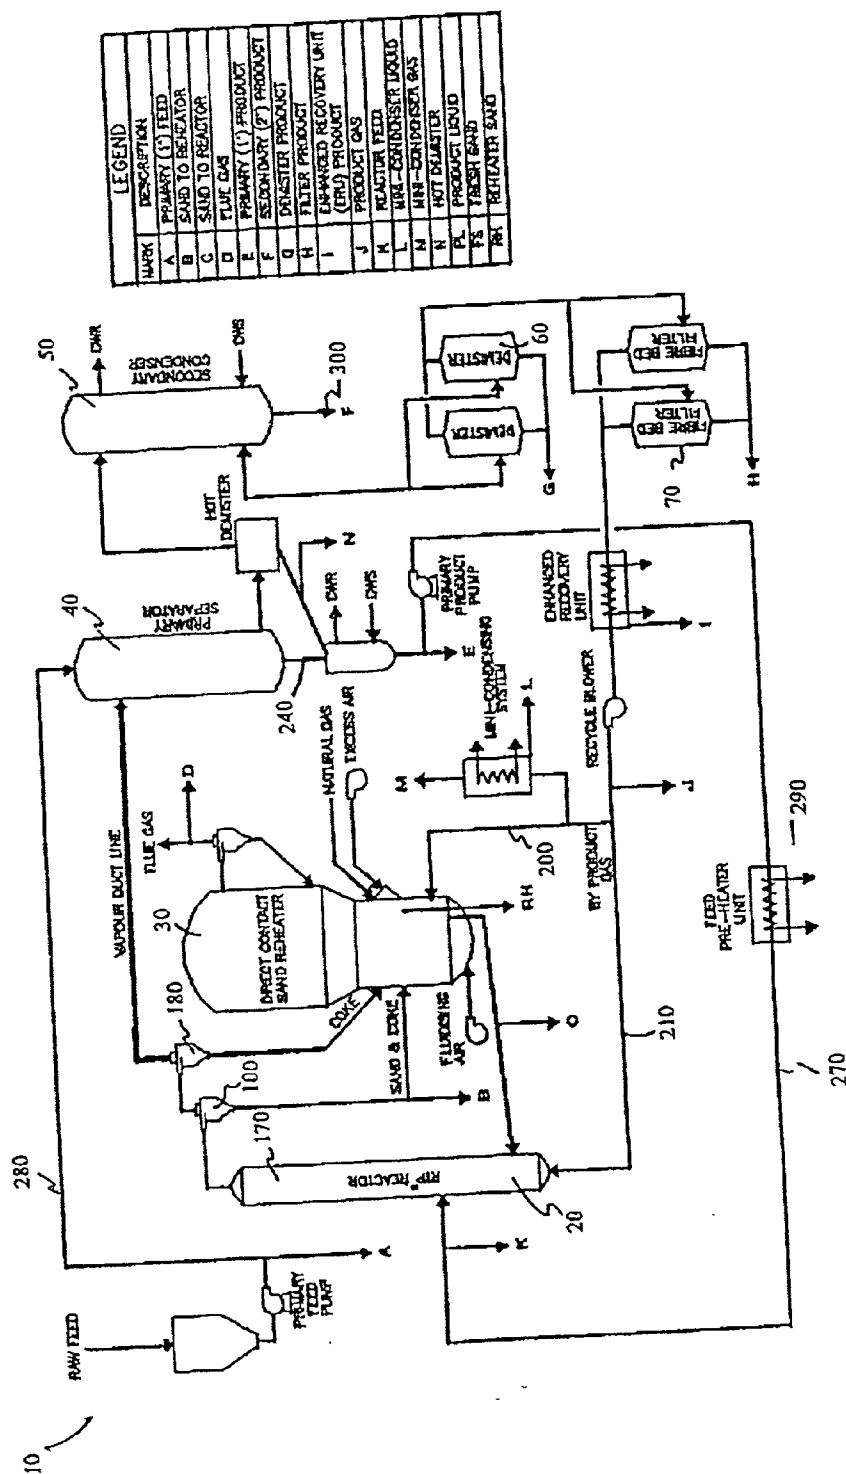 10
RAW FEED
PRIMARY
FEED
PUMP
A
280
K
20
RTP™ REACTOR
170
100
180
B
SAND & COKE
COKE
VAPOUR DUCT LINE
FLUIDISING
AIR
C
30
DIRECT CONTACT
SAND REHEATER
FLUE GAS
D
RH
NATURAL GAS
EXCESS AIR
200
210
BY PRODUCT
GAS
270
FEED
PRE-HEATER
UNIT
290
M
MINI-CONDENSING
SYSTEM
L
J
RECYCLE BLOWER
40
PRIMARY
SEPARATOR
240
CWR
CWS
E
N
HOT
DEMISTER
PRIMARY
PRODUCT
PUMP
ENHANCED
RECOVERY
UNIT
I
50
CWR
SECONDARY
CONDENSER
CWS
300
F
DEMISTER
DEMISTER
60
G
FIBRE BED
FILTER
FIBRE BED
FILTER
70
H
LEGEND
MARK DESCRIPTION
A PRIMARY (1°) FEED
B SAND TO REHEATOR
C SAND TO REACTOR
D FLUE GAS
E PRIMARY (1°) PRODUCT
F SECONDARY (2°) PRODUCT
G DEMISTER PRODUCT
H FILTER PRODUCT
I ENHANCED RECOVERY UNIT
(ERU) PRODUCT
J PRODUCT GAS
K REACTOR FEED
L MINI-CONDENSER LIQUID
M MINI-CONDENSER GAS
N HOT DEMISTER
PL PRODUCT LIQUID
FS FRESH SAND
RH REHEATER SAND